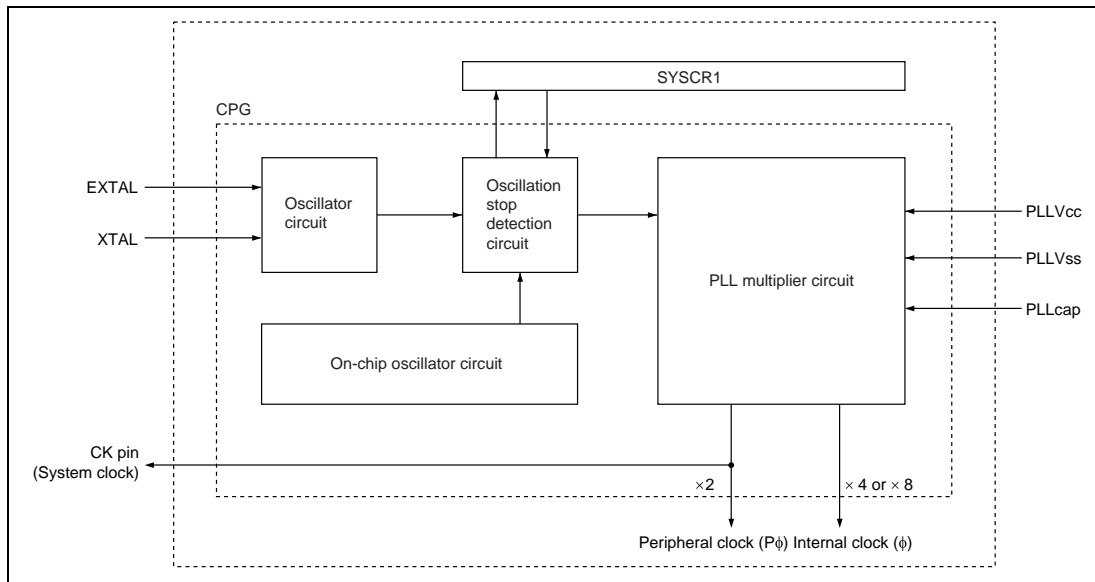 SYSCR1
CPG
EXTAL
XTAL
Oscillator
circuit
Oscillation
stop
detection
circuit
PLL multiplier circuit
PLLVcc
PLLVss
PLLcap
On-chip oscillator circuit
CK pin
(System clock)
×2
× 4 or × 8
Peripheral clock (Pϕ) Internal clock (ϕ)